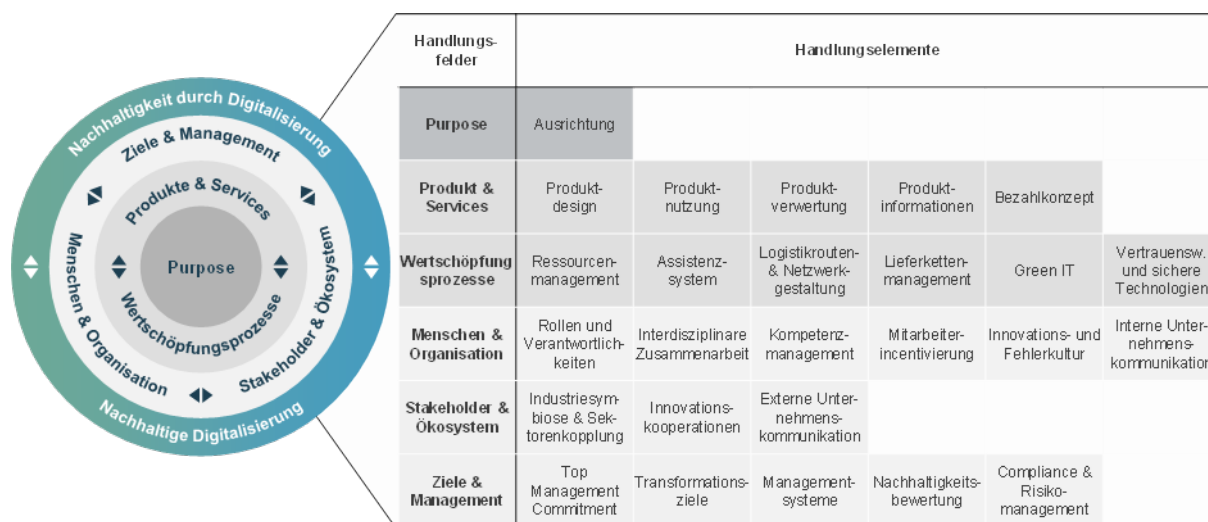 Nachhaltigkeit durch Digitalisierung
Ziele & Management
Produkte & Services
Purpose
Menschen & Organisation
Stakeholder & Ökosystem
Wertschöpfungsprozesse
Nachhaltige Digitalisierung
Handlungs-
felder
Handlungselemente
Purpose
Ausrichtung
Produkt &
Services
Produkt-
design
Produkt-
nutzung
Produkt-
verwertung
Produkt-
informationen
Bezahlkonzept
Wertschöpfung
sprozesse
Ressourcen-
management
Assistenz-
system
Logistikrouten-
& Netzwerk-
gestaltung
Lieferketten-
management
Green IT
Vertrauensw.
und sichere
Technologien
Menschen &
Organisation
Rollen und
Verantwortlich-
keiten
Interdisziplinare
Zusammenarbeit
Kompetenz-
management
Mitarbeiter-
incentivierung
Innovations- und
Fehlerkultur
Interne Unter-
nehmens-
kommunikation
Stakeholder &
Ökosystem
Industriesym-
biose & Sek-
torenkopplung
Innovations-
kooperationen
Externe Unter-
nehmens-
kommunikation
Ziele &
Management
Top
Management
Commitment
Transformations-
ziele
Management-
systeme
Nachhaltigkeits-
bewertung
Compliance &
Risiko-
management